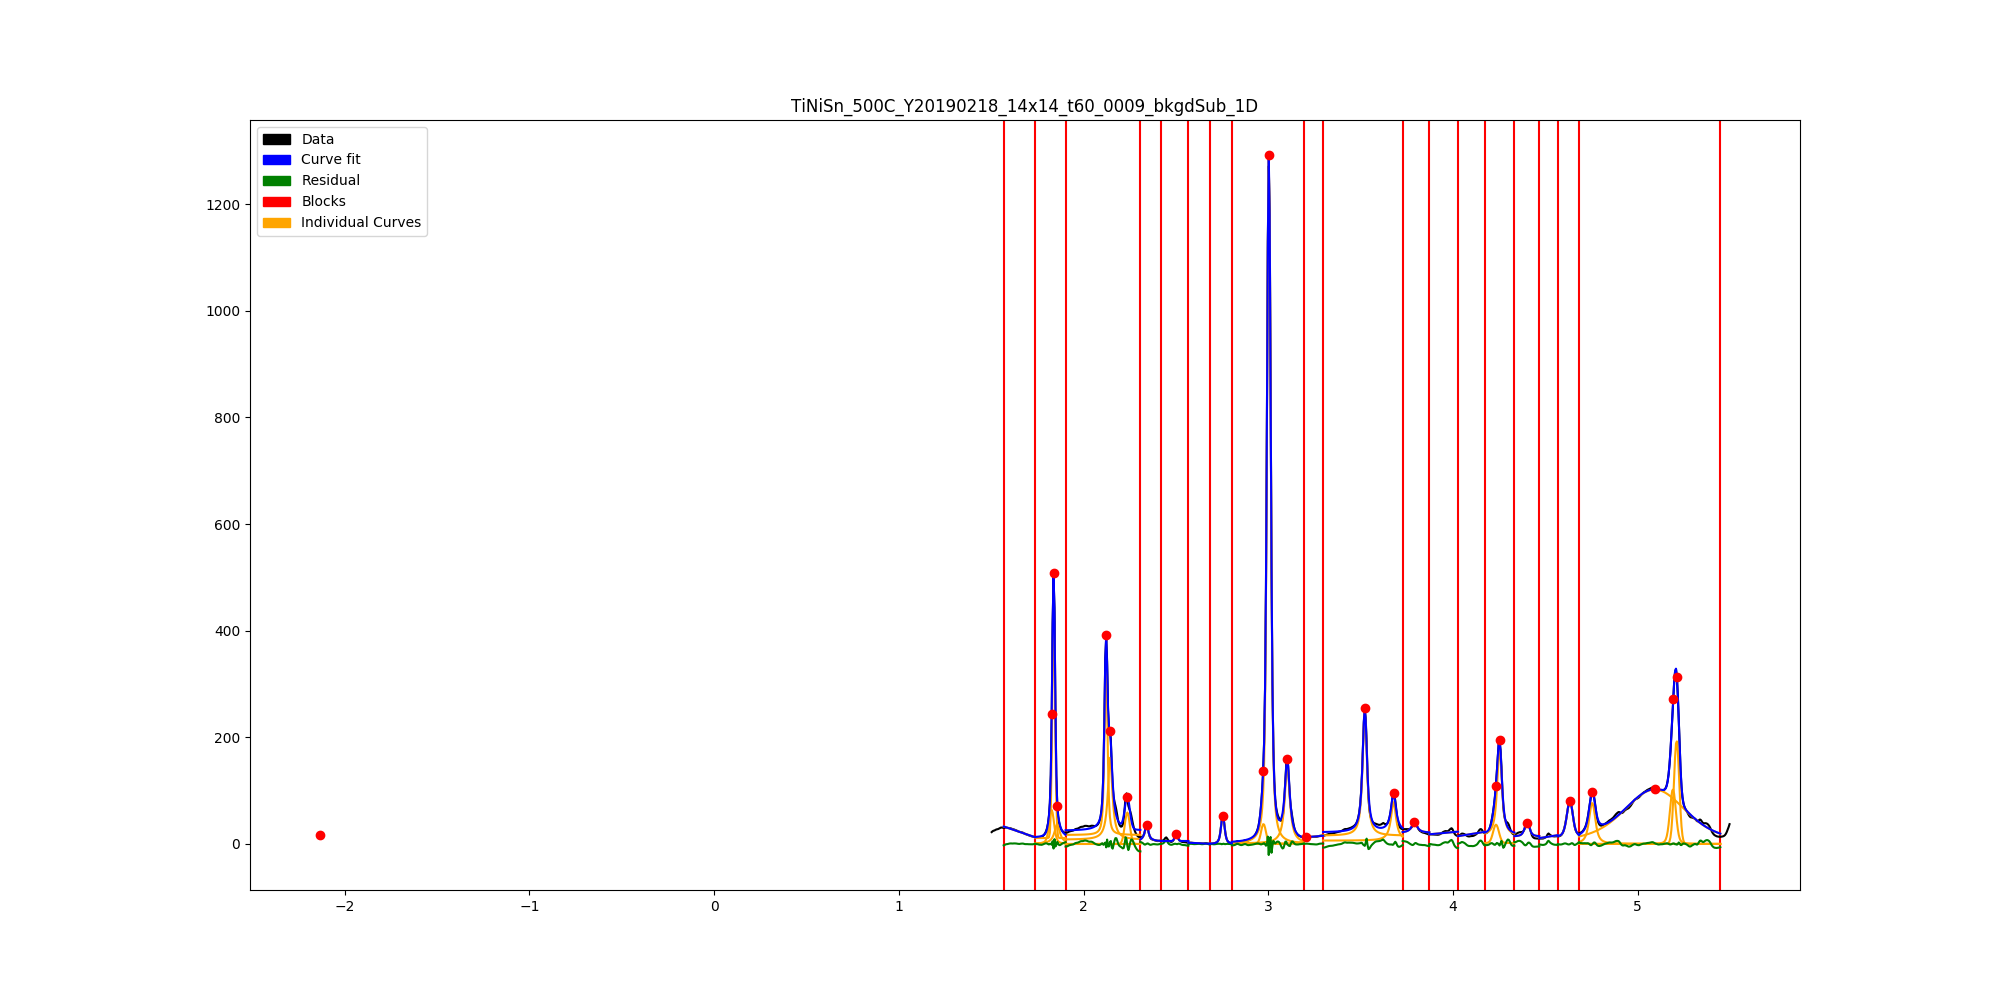 TiNiSn_500C_Y20190218_14x14_t60_0009_bkgdSub_1D
Data
Curve fit
Residual
Blocks
Individual Curves
1200
1000
800
600
400
200
0
−2
−1
0
1
2
3
4
5